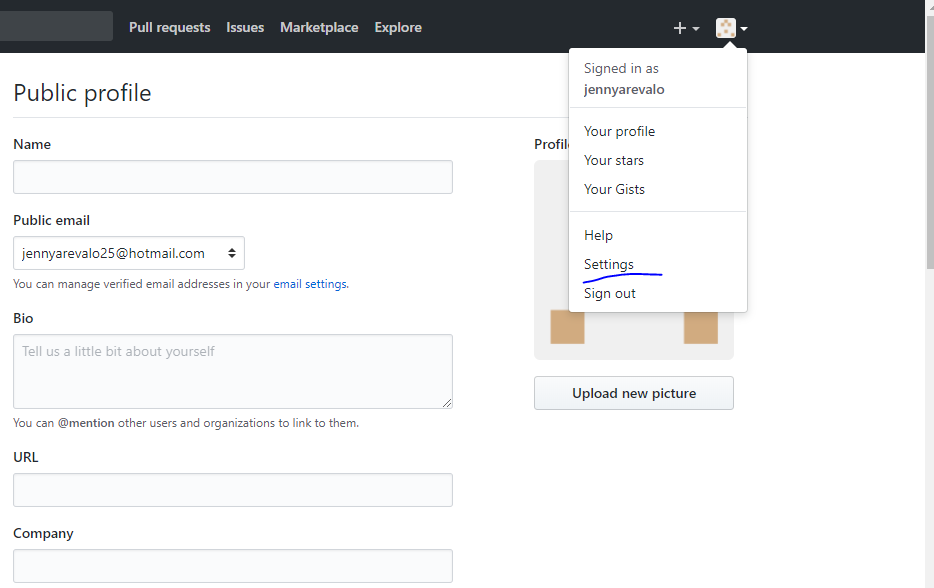 Pull requests Issues Marketplace Explore
Signed in as
jennyarevalo
Your profile
Your stars
Your Gists
Help
Settings
Sign out
Public profile
Name
Public email
jennyarevalo25@hotmail.com
You can manage verified email addresses in your email settings.
Bio
Tell us a little bit about yourself
You can @mention other users and organizations to link to them.
URL
Company
Upload new picture